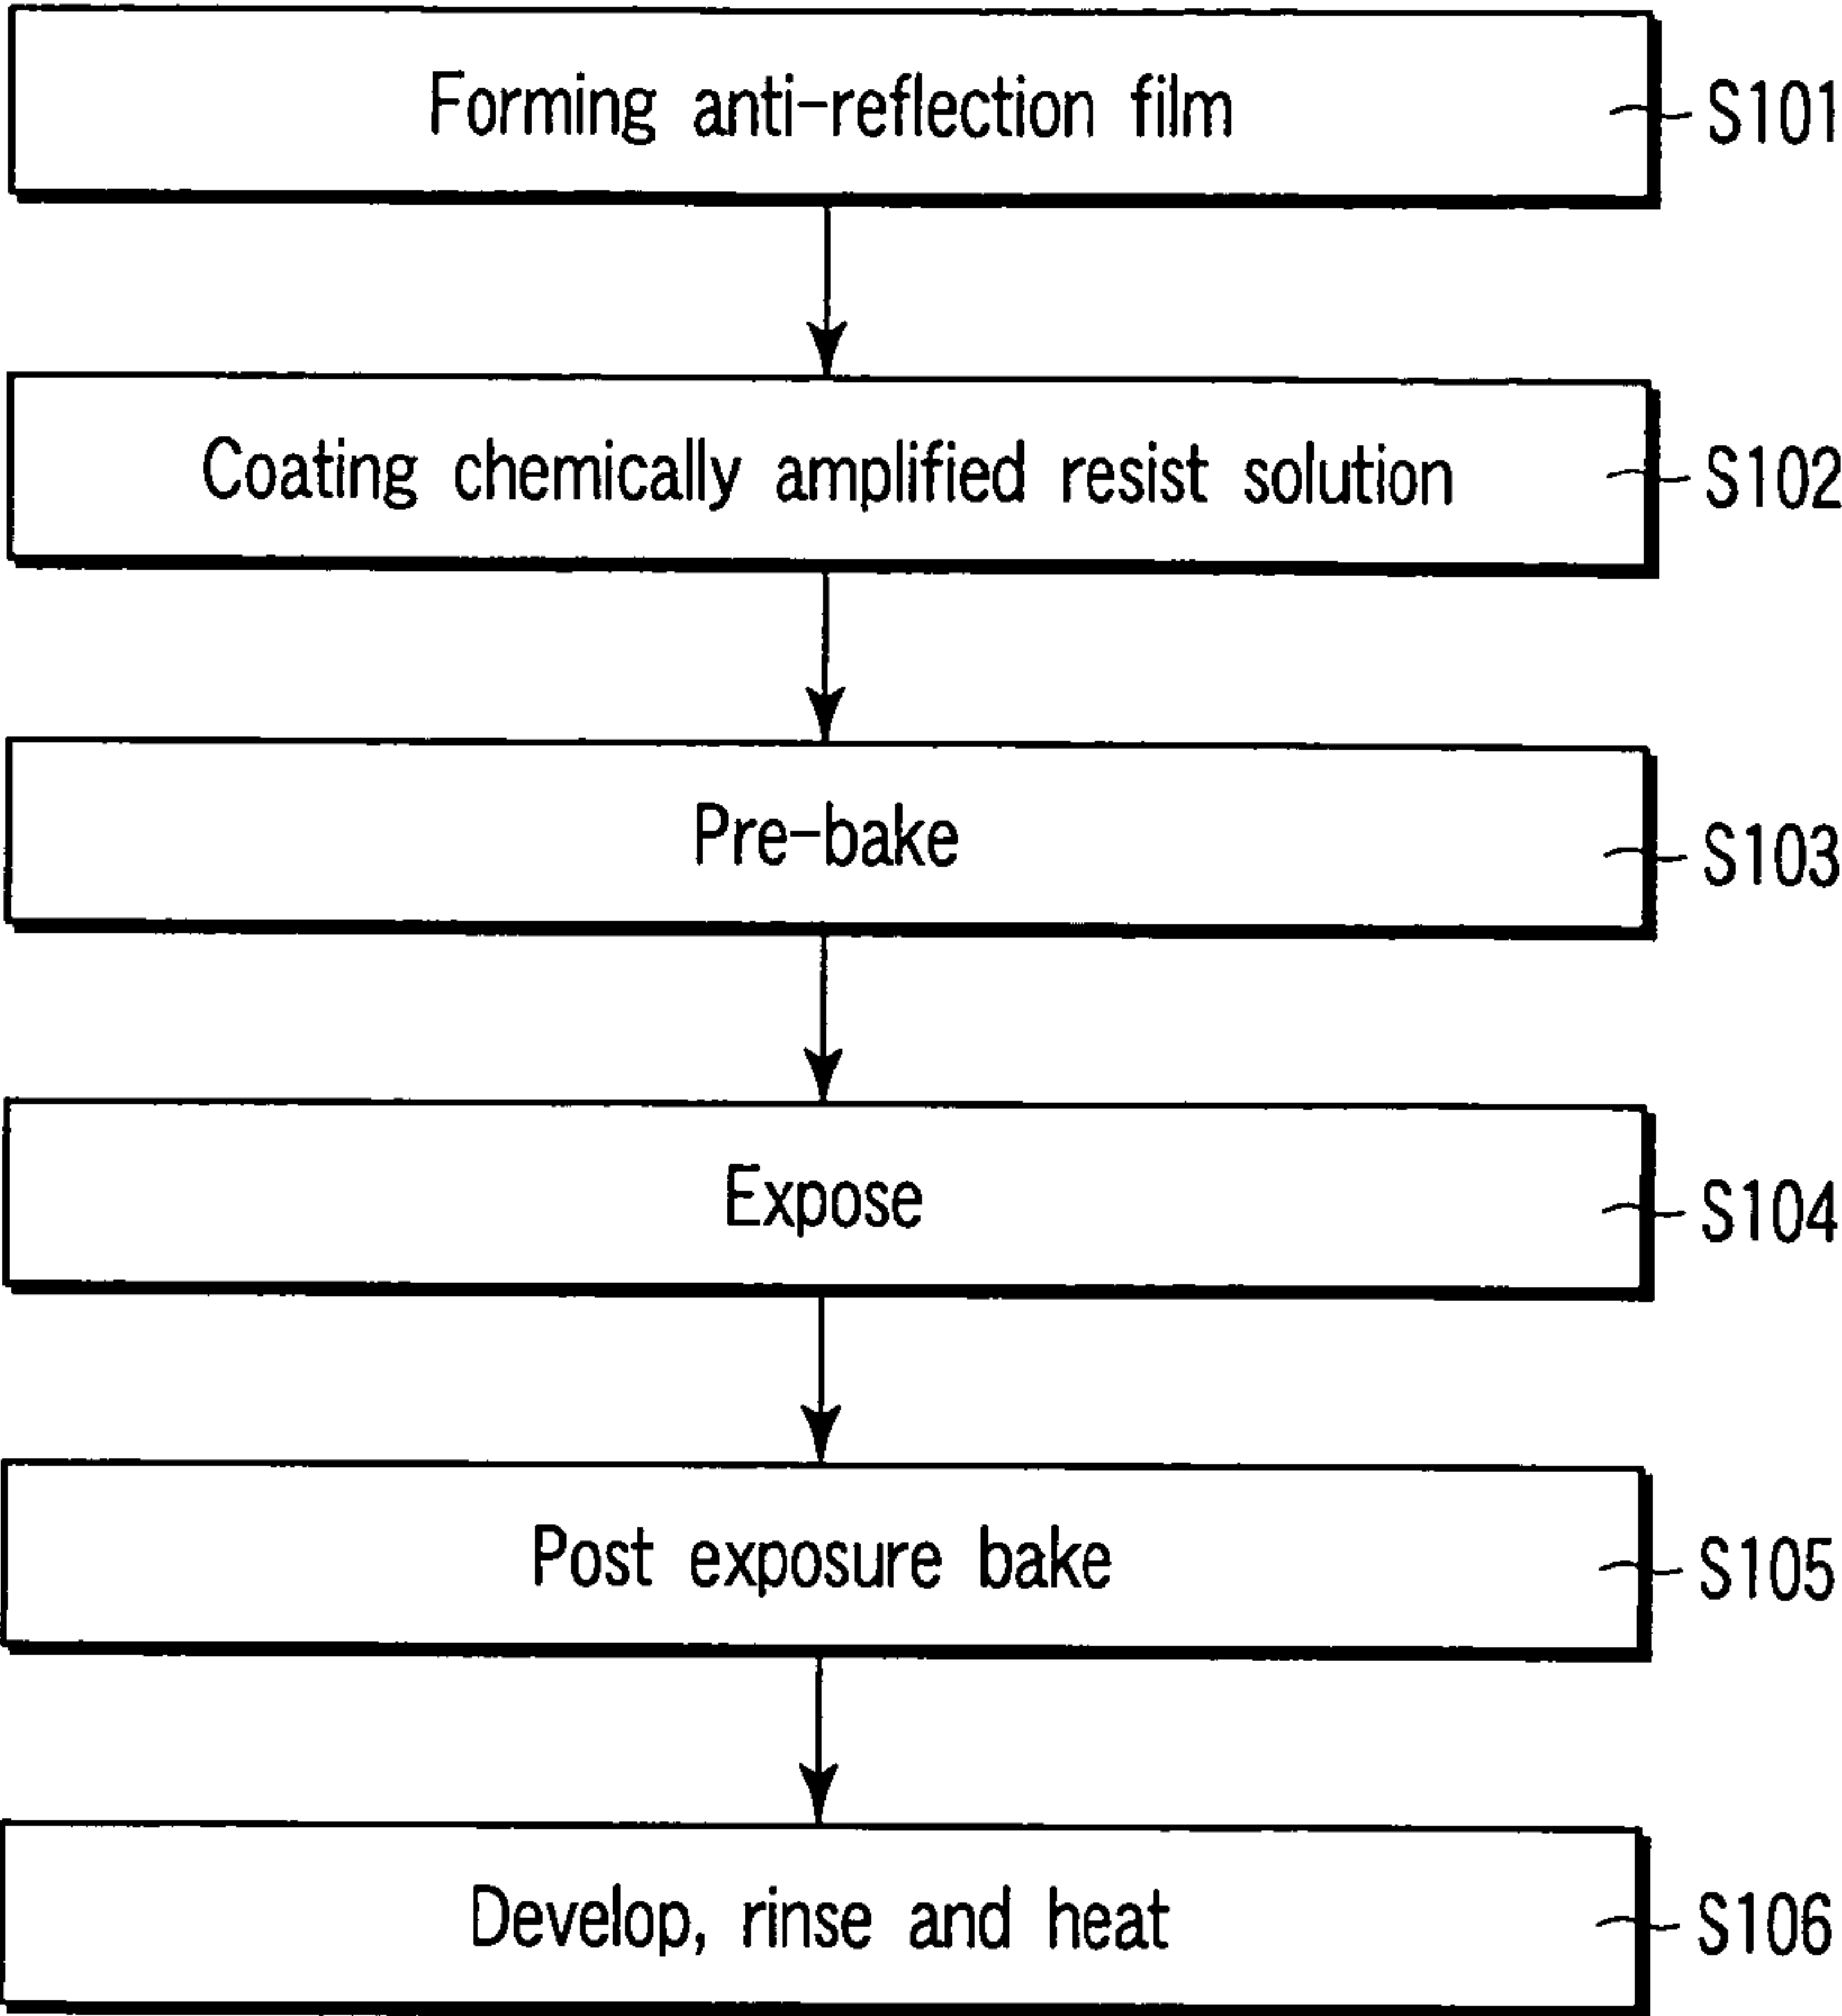 Forming anti-reflection film S101
Coating chemically amplified resist solution S102
Pre-bake S103
Expose S104
Post exposure bake S105
Develop, rinse and heat S106